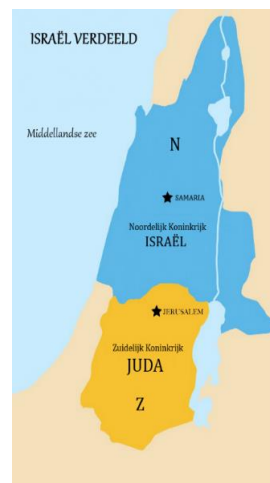 ISRAËL VERDEELD
Middellandse zee
N
SAMARIA
Noordelijk Koninkrijk
ISRAËL
JERUSALEM
Zuidelijk Koninkrijk
JUDA
Z